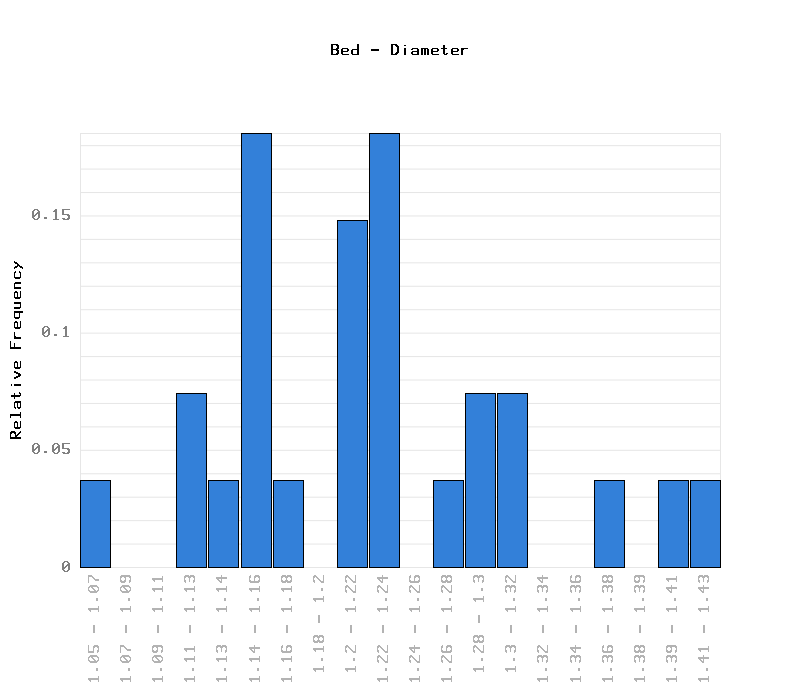 Bed - Diameter
Relative Frequency
0.15
0.1
0.05
0
1.05 - 1.07
1.07 - 1.09
1.09 - 1.11
1.11 - 1.13
1.13 - 1.14
1.14 - 1.16
1.16 - 1.18
1.18 - 1.2
1.2 - 1.22
1.22 - 1.24
1.24 - 1.26
1.26 - 1.28
1.28 - 1.3
1.3 - 1.32
1.32 - 1.34
1.34 - 1.36
1.36 - 1.38
1.38 - 1.39
1.39 - 1.41
1.41 - 1.43